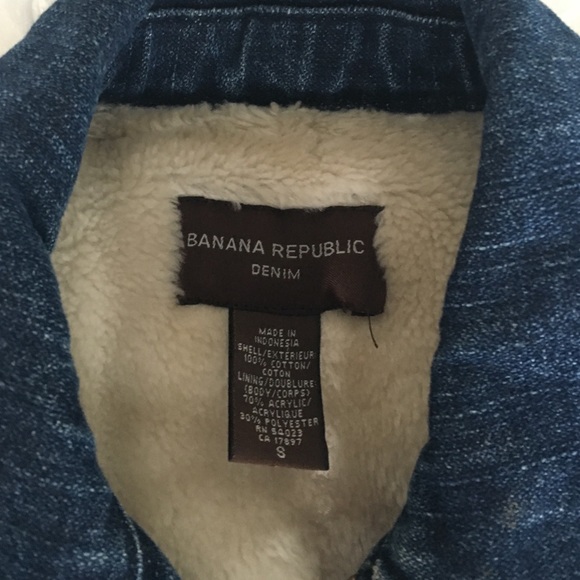 BANANA REPUBLIC
DENIM
MADE IN
INDONESIA
SHELL/EXTÉRIEUR
100% COTTON/
COTON
LINING/DOUBLURE
(BODY/CORPS)
70% ACRYLIC/
ACRYLIQUE
30% POLYESTER
RN 54023
CA 17897
S